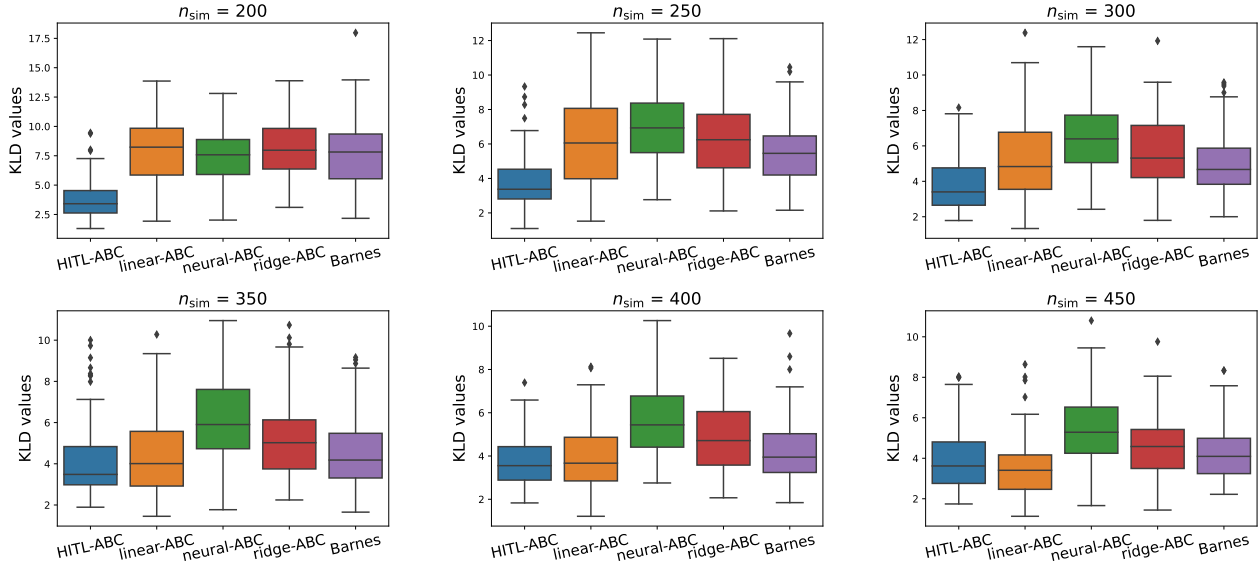 n_sim = 200
KLD values
17.5
15.0
12.5
10.0
7.5
5.0
2.5
HITL-ABC linear-ABC neural-ABC ridge-ABC Barnes
n_sim = 250
KLD values
12
10
8
6
4
2
HITL-ABC linear-ABC neural-ABC ridge-ABC Barnes
n_sim = 300
KLD values
12
10
8
6
4
2
HITL-ABC linear-ABC neural-ABC ridge-ABC Barnes
n_sim = 350
KLD values
10
8
6
4
2
HITL-ABC linear-ABC neural-ABC ridge-ABC Barnes
n_sim = 400
KLD values
10
8
6
4
2
HITL-ABC linear-ABC neural-ABC ridge-ABC Barnes
n_sim = 450
KLD values
10
8
6
4
2
HITL-ABC linear-ABC neural-ABC ridge-ABC Barnes